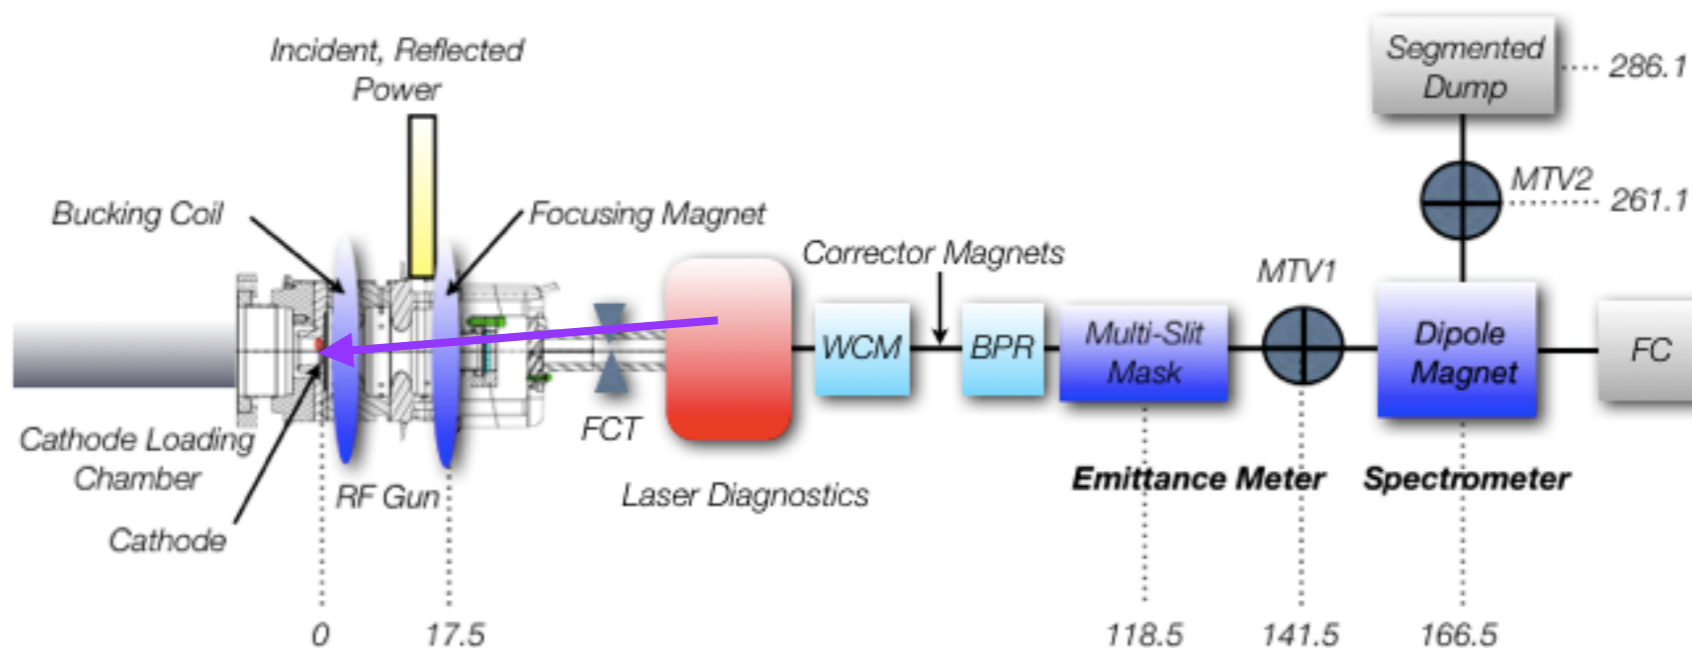 Incident, Reflected
Power
Segmented
Dump
286.1
MTV2
261.1
Bucking Coil
Focusing Magnet
Corrector Magnets
MTV1
WCM
BPR
Multi-Slit
Mask
Dipole
Magnet
FC
FCT
Cathode Loading
Chamber
RF Gun
Laser Diagnostics
Emittance Meter
Spectrometer
Cathode
0
17.5
118.5
141.5
166.5